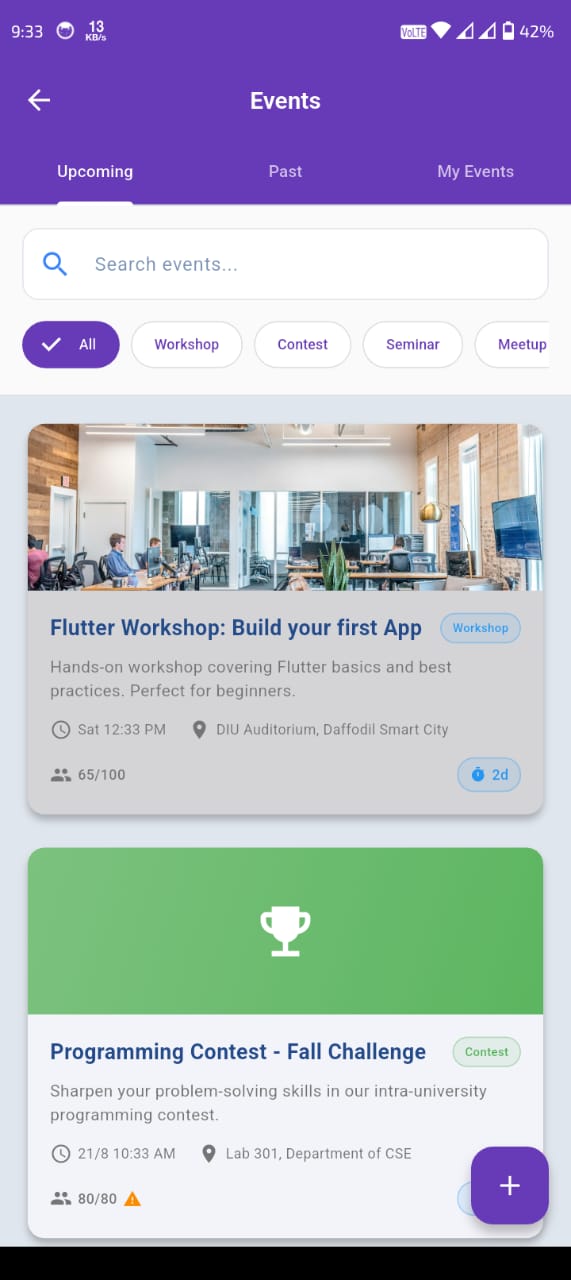 9:33 13 KB/s VoLTE 42%
Events
Upcoming Past My Events
Search events...
All Workshop Contest Seminar Meetup
Flutter Workshop: Build your first App Workshop
Hands-on workshop covering Flutter basics and best
practices. Perfect for beginners.
Sat 12:33 PM DIU Auditorium, Daffodil Smart City
65/100 2d
Programming Contest - Fall Challenge Contest
Sharpen your problem-solving skills in our intra-university
programming contest.
21/8 10:33 AM Lab 301, Department of CSE
80/80